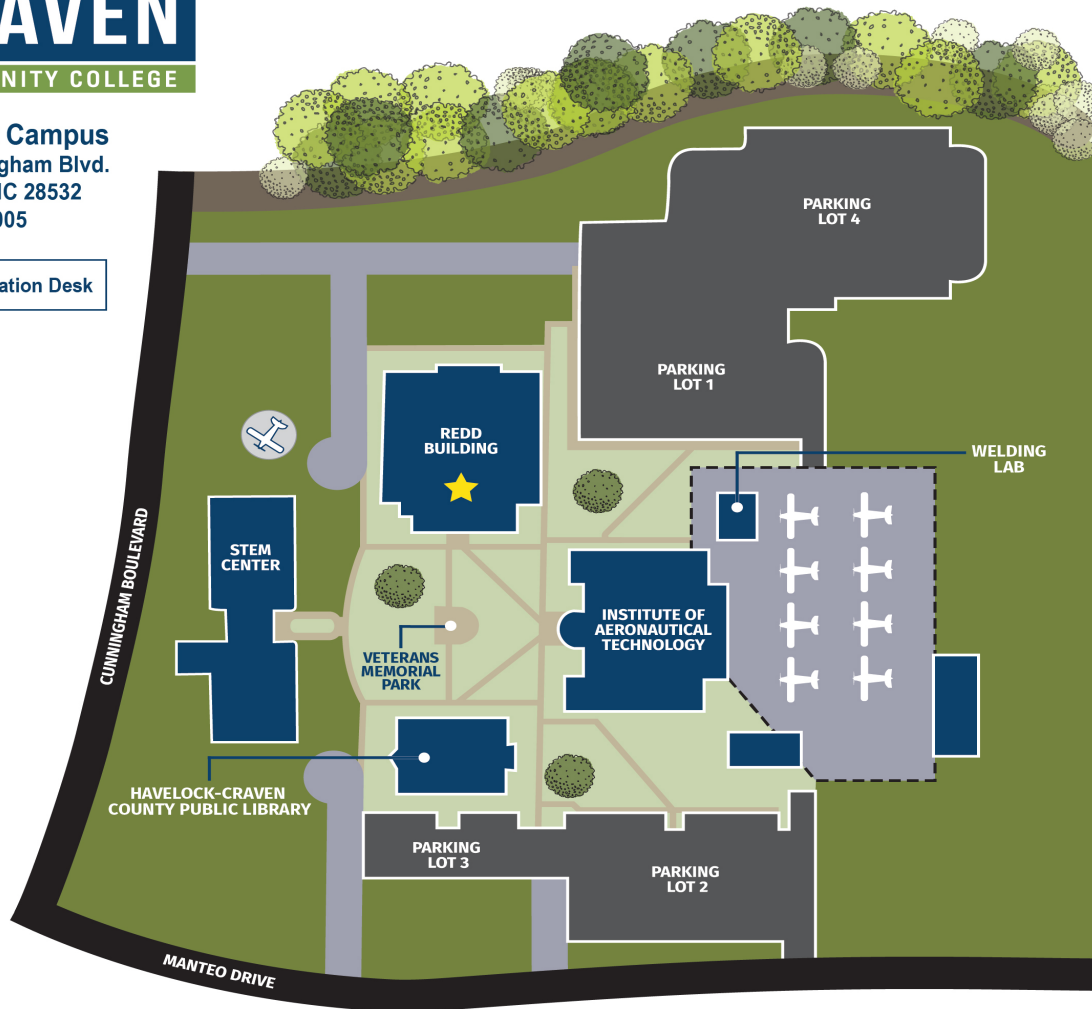 AVEN
NITY COLLEGE
Campus
gham Blvd.
NC 28532
005
ation Desk
PARKING
LOT 4
PARKING
LOT 1
REDD
BUILDING
WELDING
LAB
STEM
CENTER
CUNNINGHAM BOULEVARD
INSTITUTE OF
AERONAUTICAL
TECHNOLOGY
VETERANS
MEMORIAL
PARK
HAVELOCK-CRAVEN
COUNTY PUBLIC LIBRARY
PARKING
LOT 3
PARKING
LOT 2
MANTEO DRIVE